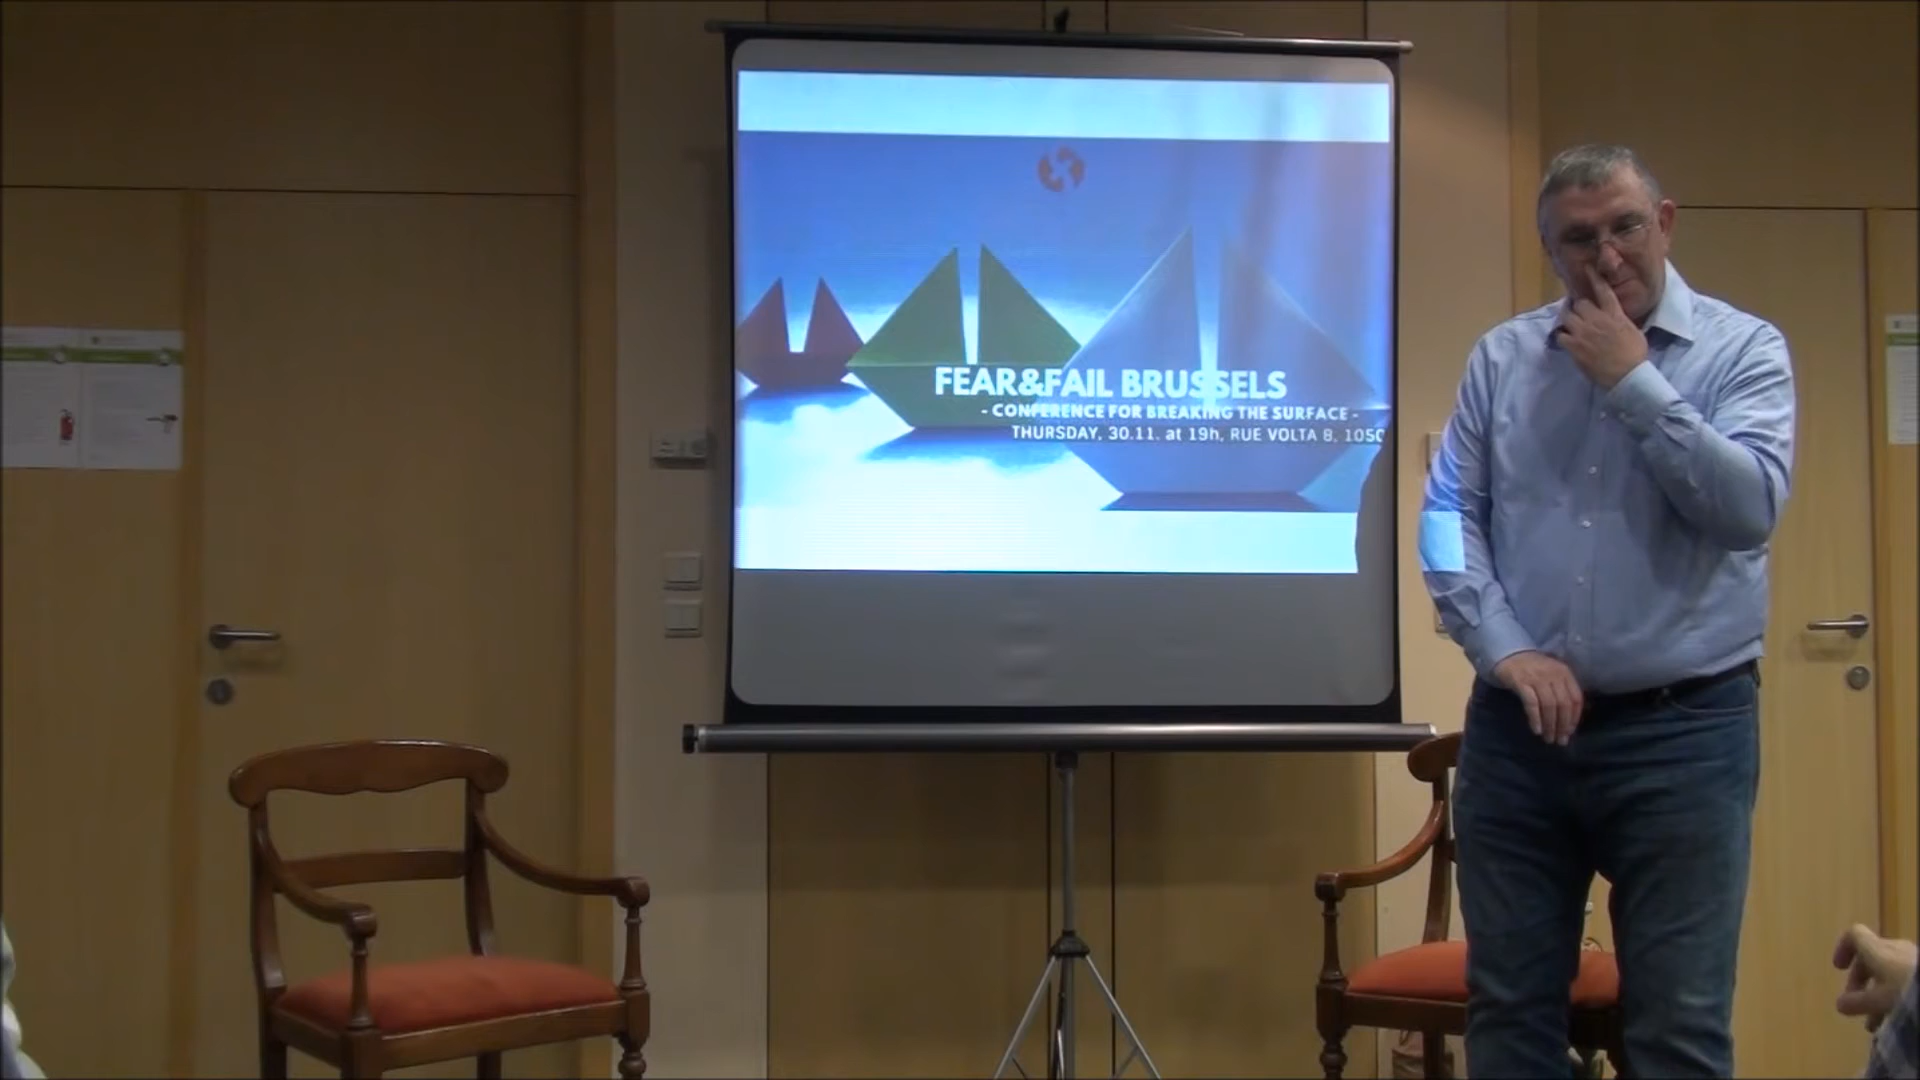 FEAR&FAIL BRUSSELS
- CONFERENCE FOR BREAKING THE SURFACE -
THURSDAY, 30.11. at 19h, RUE VOLTA 8, 1050